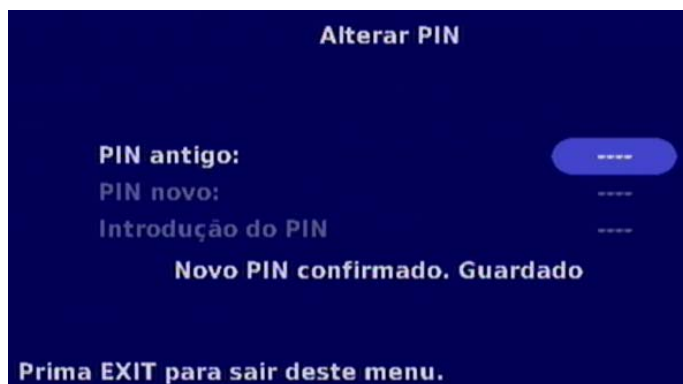 Alterar PIN
PIN antigo: ----
PIN novo: ----
Introdução do PIN ----
Novo PIN confirmado. Guardado
Prima EXIT para sair deste menu.